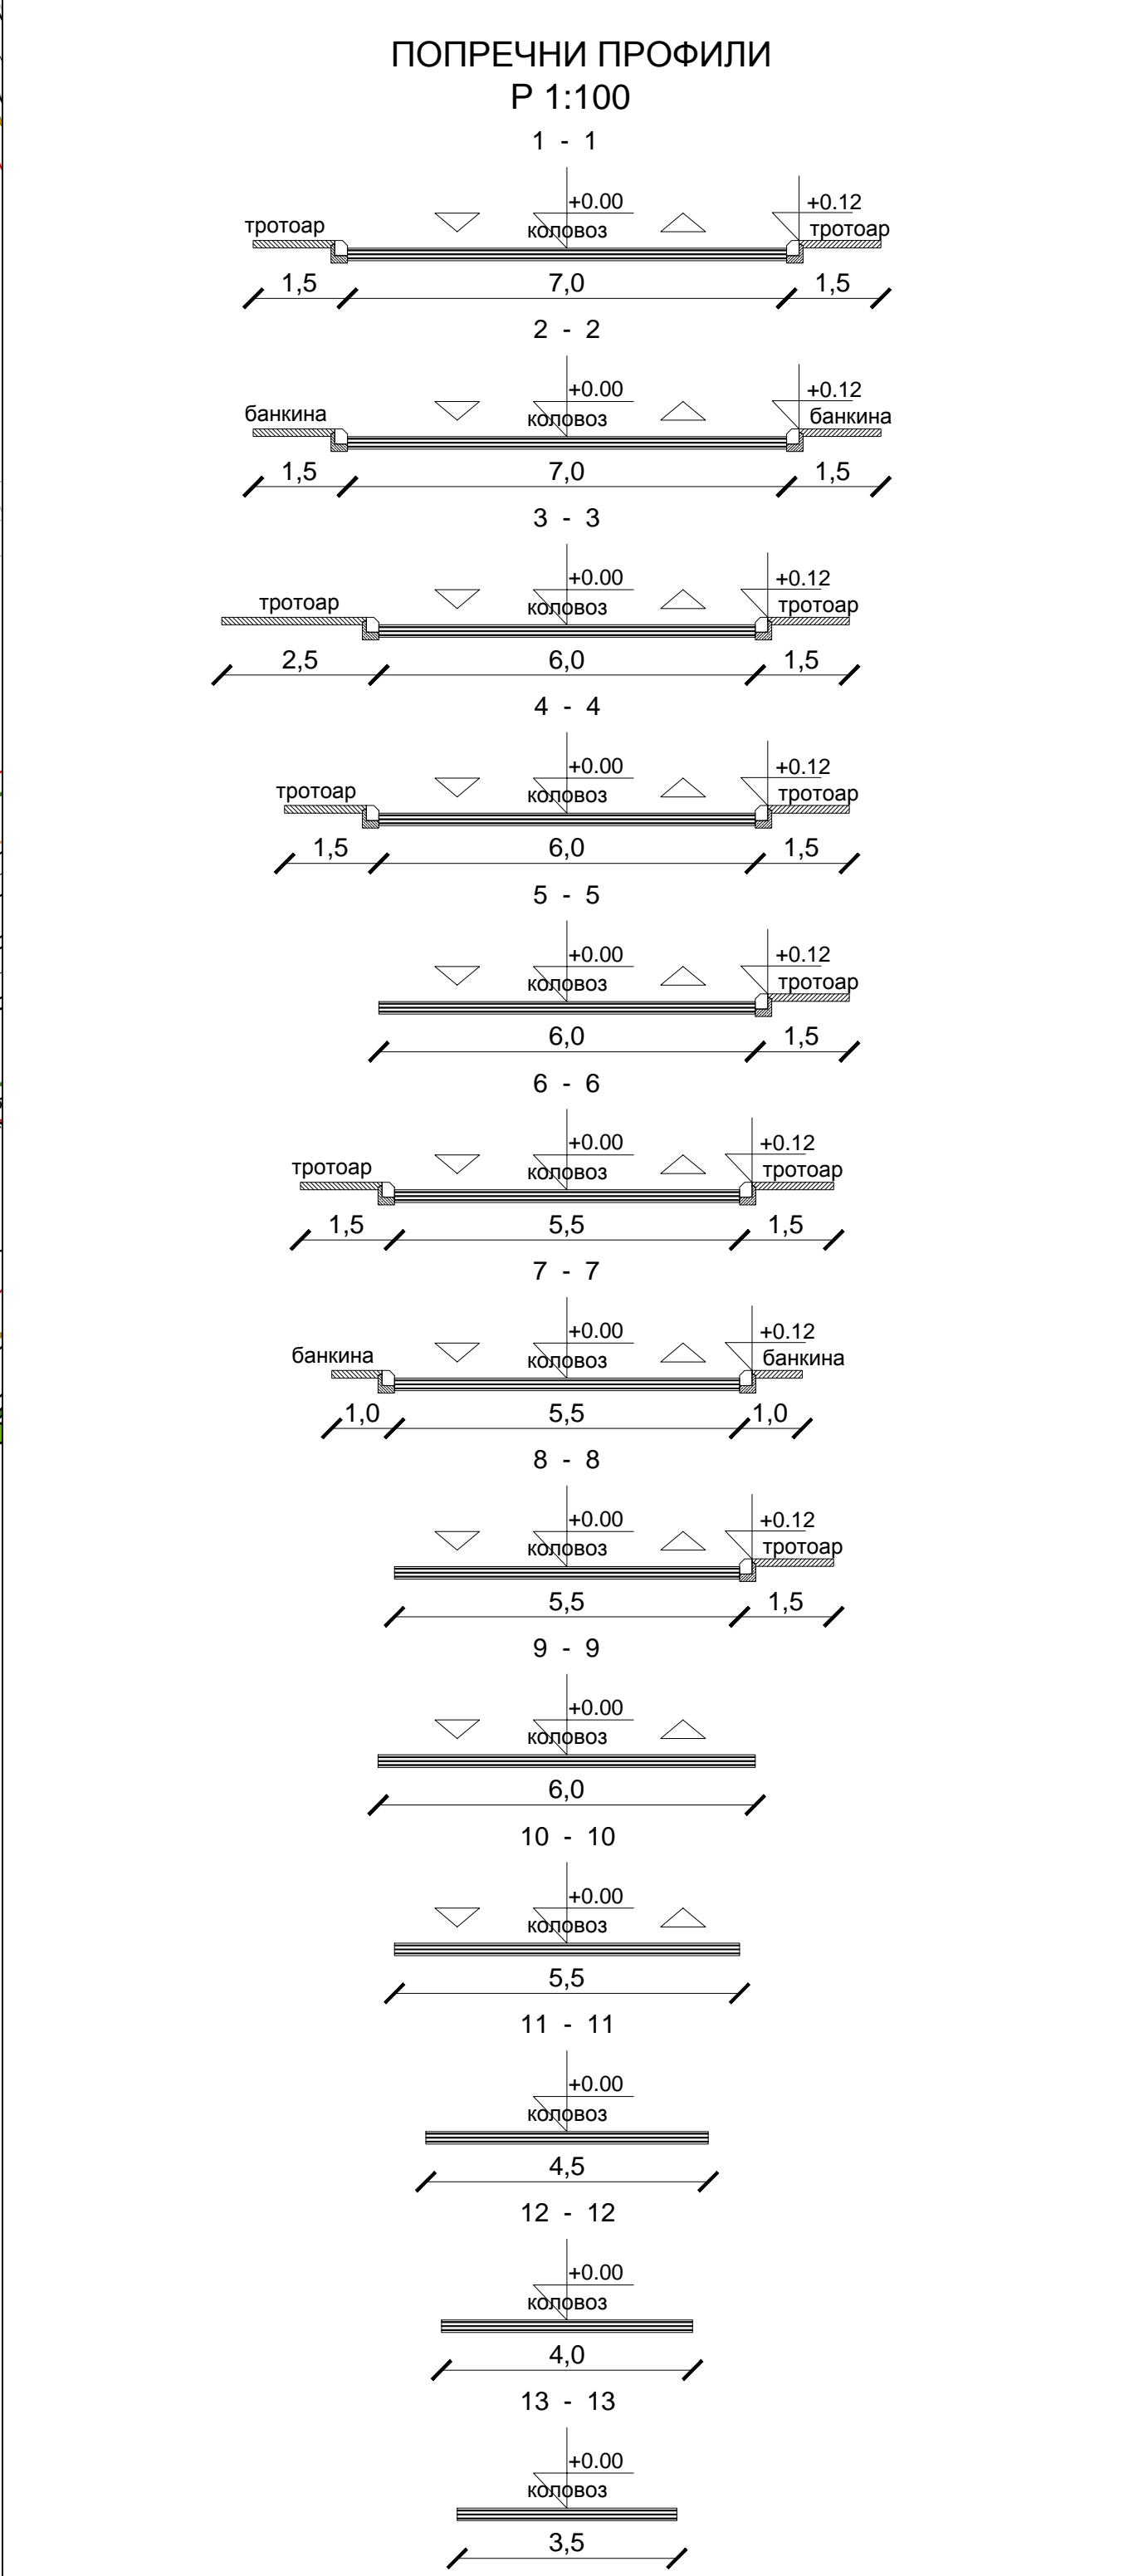 ПОПРЕЧНИ ПРОФИЛИ
Р 1:100
1 - 1
+0.00
+0.12
тротоар
коловоз
тротоар
1,5
7,0
1,5
2 - 2
+0.00
+0.12
банкина
коловоз
банкина
1,5
7,0
1,5
3 - 3
+0.00
+0.12
тротоар
коловоз
тротоар
2,5
6,0
1,5
4 - 4
+0.00
+0.12
тротоар
коловоз
тротоар
1,5
6,0
1,5
5 - 5
+0.00
+0.12
коловоз
тротоар
6,0
1,5
6 - 6
+0.00
+0.12
тротоар
коловоз
тротоар
1,5
5,5
1,5
7 - 7
+0.00
+0.12
банкина
коловоз
банкина
1,0
5,5
1,0
8 - 8
+0.00
+0.12
коловоз
тротоар
5,5
1,5
9 - 9
+0.00
коловоз
6,0
10 - 10
+0.00
коловоз
5,5
11 - 11
+0.00
коловоз
4,5
12 - 12
+0.00
коловоз
4,0
13 - 13
+0.00
коловоз
3,5